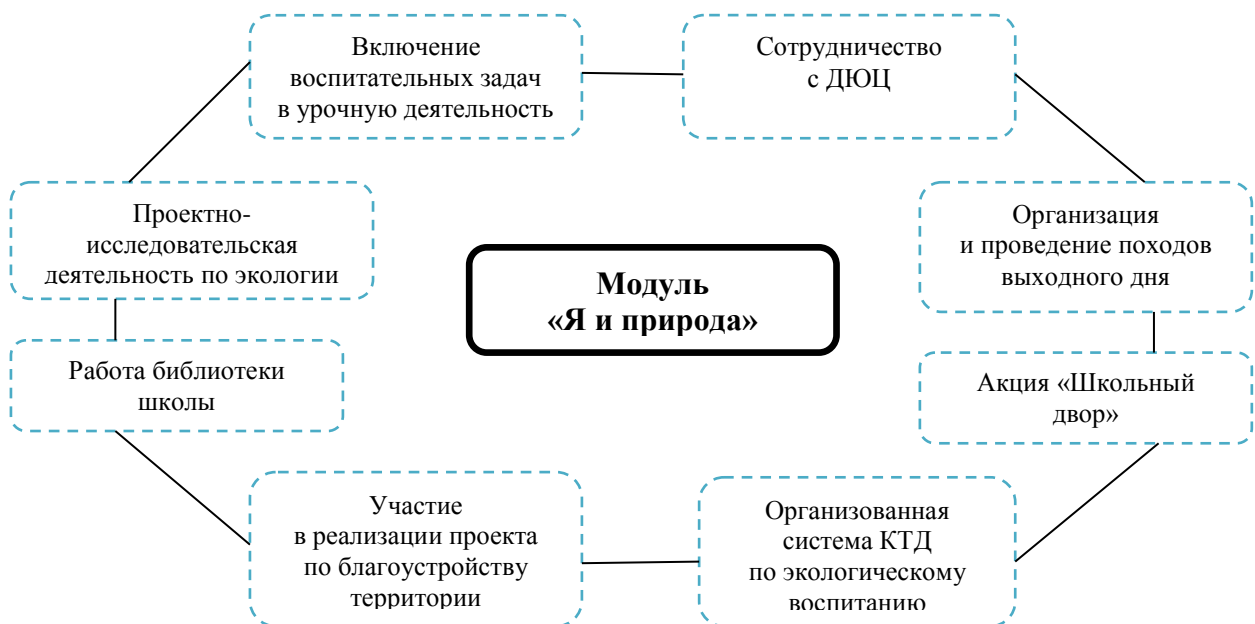 Включение
воспитательных задач
в урочную деятельность
Сотрудничество
с ДЮЦ
Проектно-
исследовательская
деятельность по экологии
Организация
и проведение походов
выходного дня
Модуль
«Я и природа»
Работа библиотеки
школы
Акция «Школьный
двор»
Участие
в реализации проекта
по благоустройству
территории
Организованная
система КТД
по экологическому
воспитанию